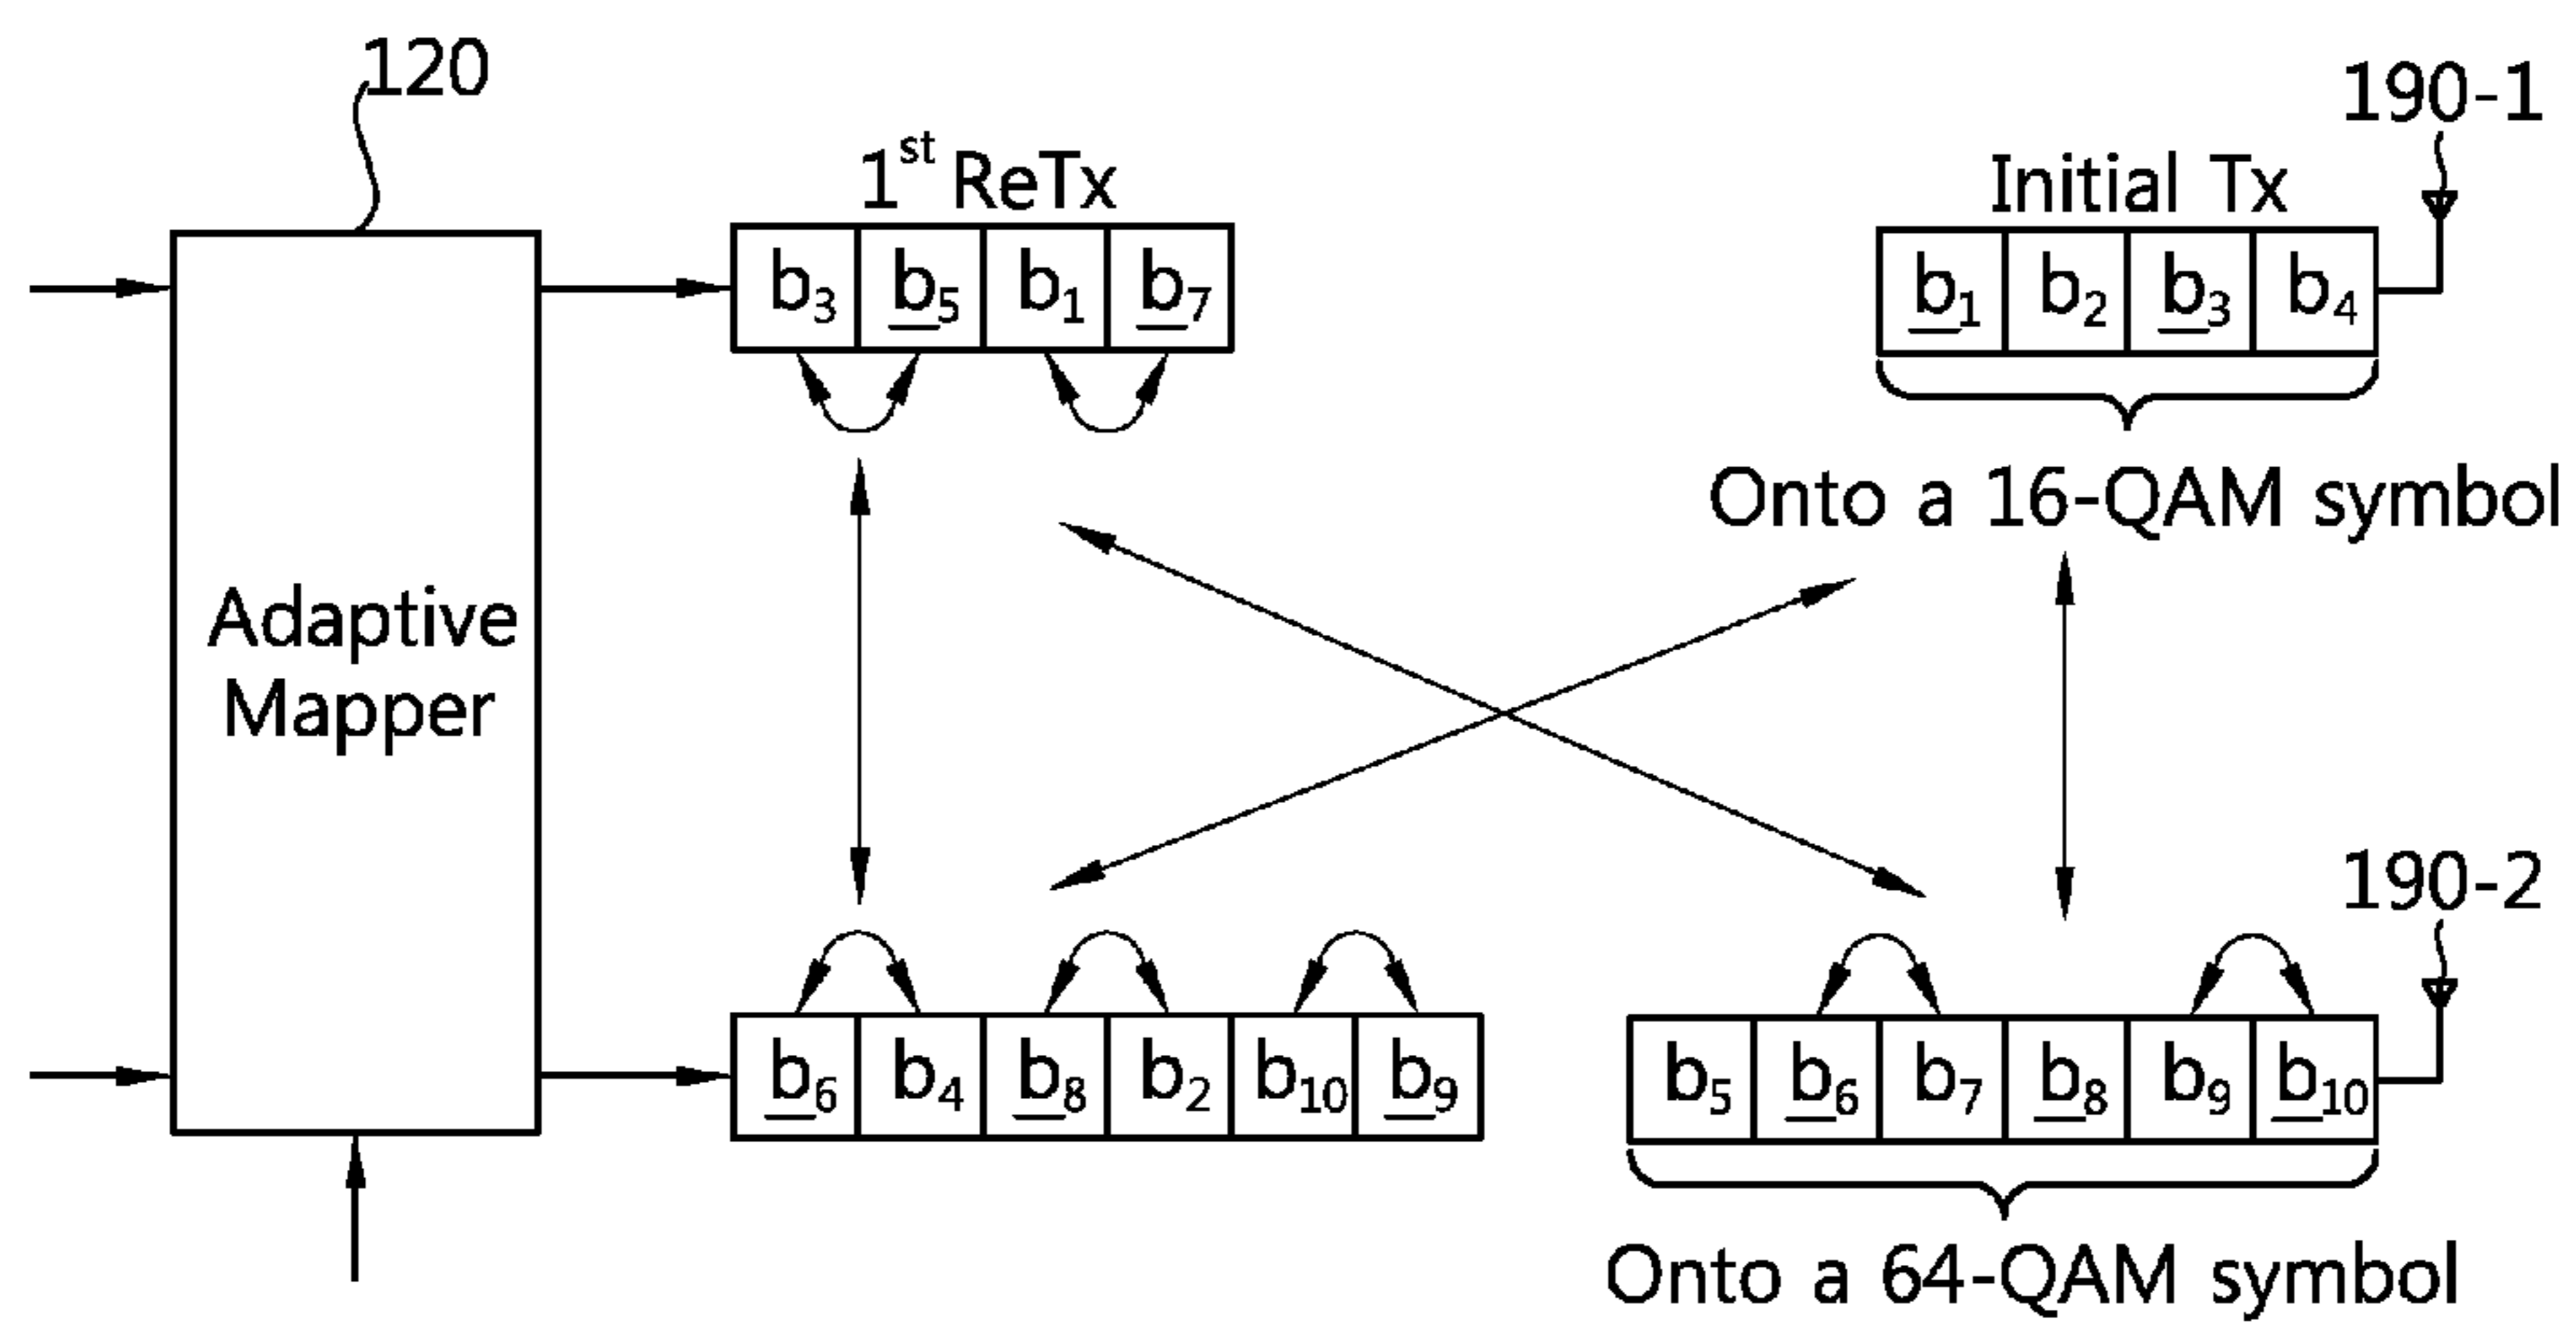 120
190-1
1st ReTx
Initial Tx
b3 b5 b1 b7
b1 b2 b3 b4
Onto a 16-QAM symbol
Adaptive
Mapper
190-2
b6 b4 b8 b2 b10 b9
b5 b6 b7 b8 b9 b10
Onto a 64-QAM symbol